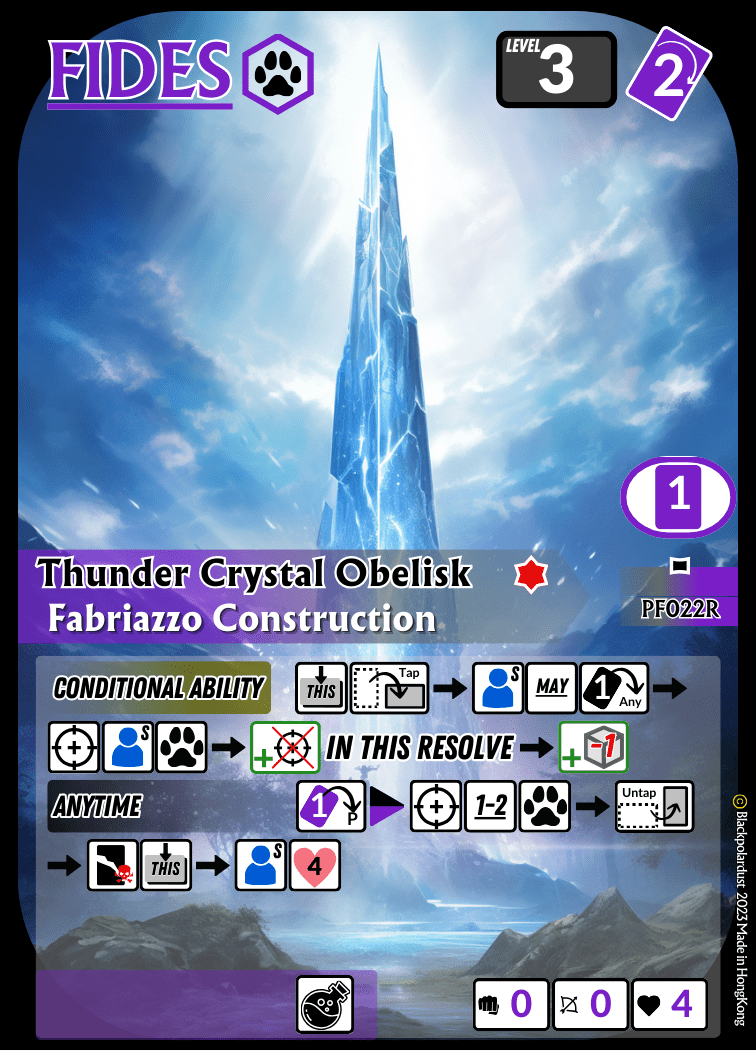 FIDES
LEVEL 3
2
1
Thunder Crystal Obelisk
Fabriazzo Construction
PF022R
CONDITIONAL ABILITY THIS Tap S MAY 1 Any
S + IN THIS RESOLVE + -1
ANYTIME 1 P 1-2 Untap
THIS S 4
0 0 4
© Blackpolardust 2023 Made in HongKong